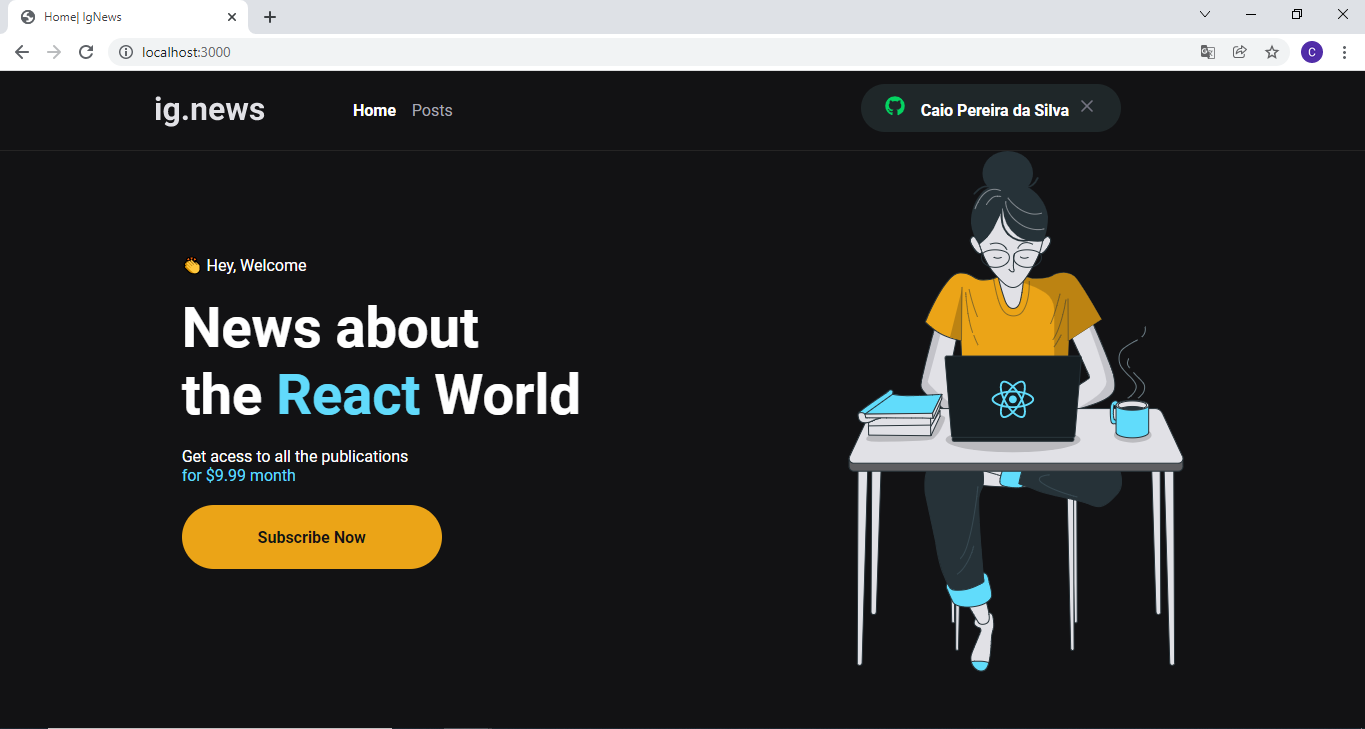 Home| IgNews
localhost:3000
C
ig.news
Home Posts
Caio Pereira da Silva
👏 Hey, Welcome
News about
the React World
Get acess to all the publications
for $9.99 month
Subscribe Now